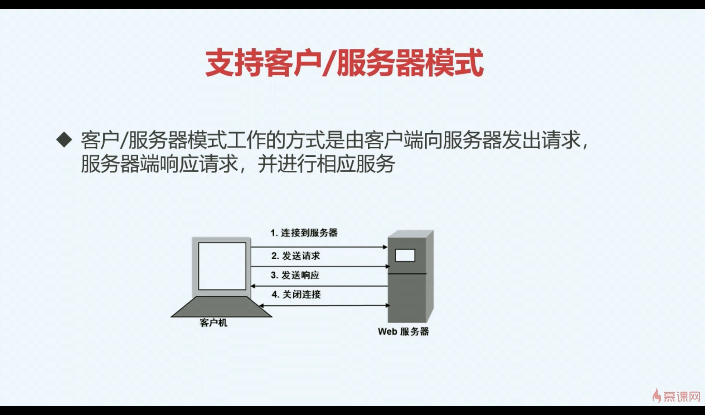 支持客户/服务器模式
◆ 客户/服务器模式工作的方式是由客户端向服务器发出请求，
服务器端响应请求，并进行相应服务
1. 连接到服务器
2. 发送请求
3. 发送响应
4. 关闭连接
客户机
Web 服务器
慕课网